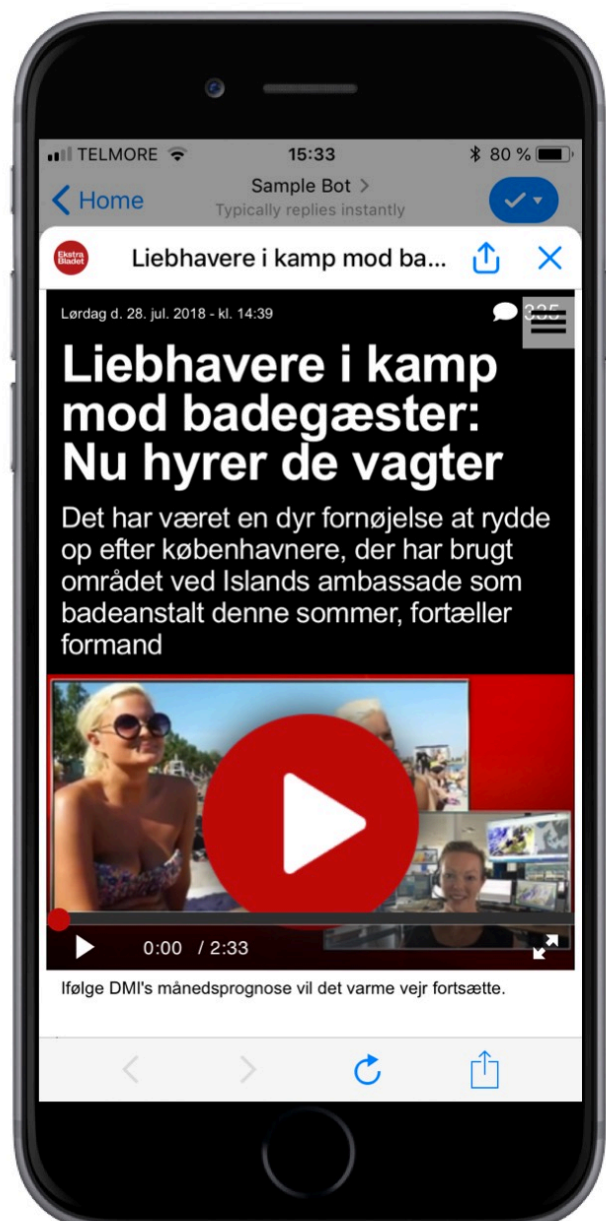 TELMORE
15:33
80 %
Home
Sample Bot >
Typically replies instantly
Ekstra
Bladet
Liebhavere i kamp mod ba...
Lørdag d. 28. jul. 2018 - kl. 14:39
335
Liebhavere i kamp
mod badegæster:
Nu hyrer de vagter
Det har været en dyr fornøjelse at rydde
op efter københavnere, der har brugt
området ved Islands ambassade som
badeanstalt denne sommer, fortæller
formand
0:00 / 2:33
Ifølge DMI's månedsprognose vil det varme vejr fortsætte.